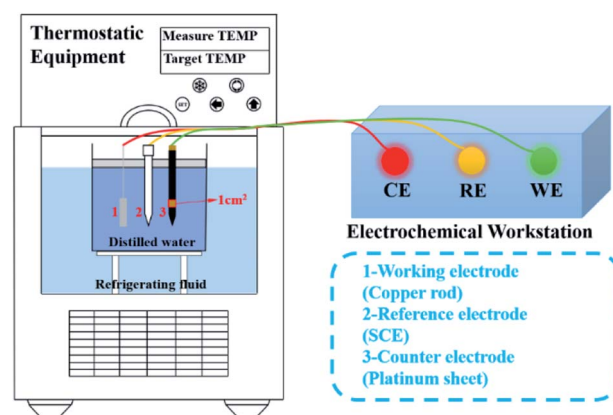 Thermostatic
Equipment
Measure TEMP
Target TEMP
SET
1
2
3
1cm²
Distilled water
Refrigerating fluid
CE
RE
WE
Electrochemical Workstation
1-Working electrode
(Copper rod)
2-Reference electrode
(SCE)
3-Counter electrode
(Platinum sheet)